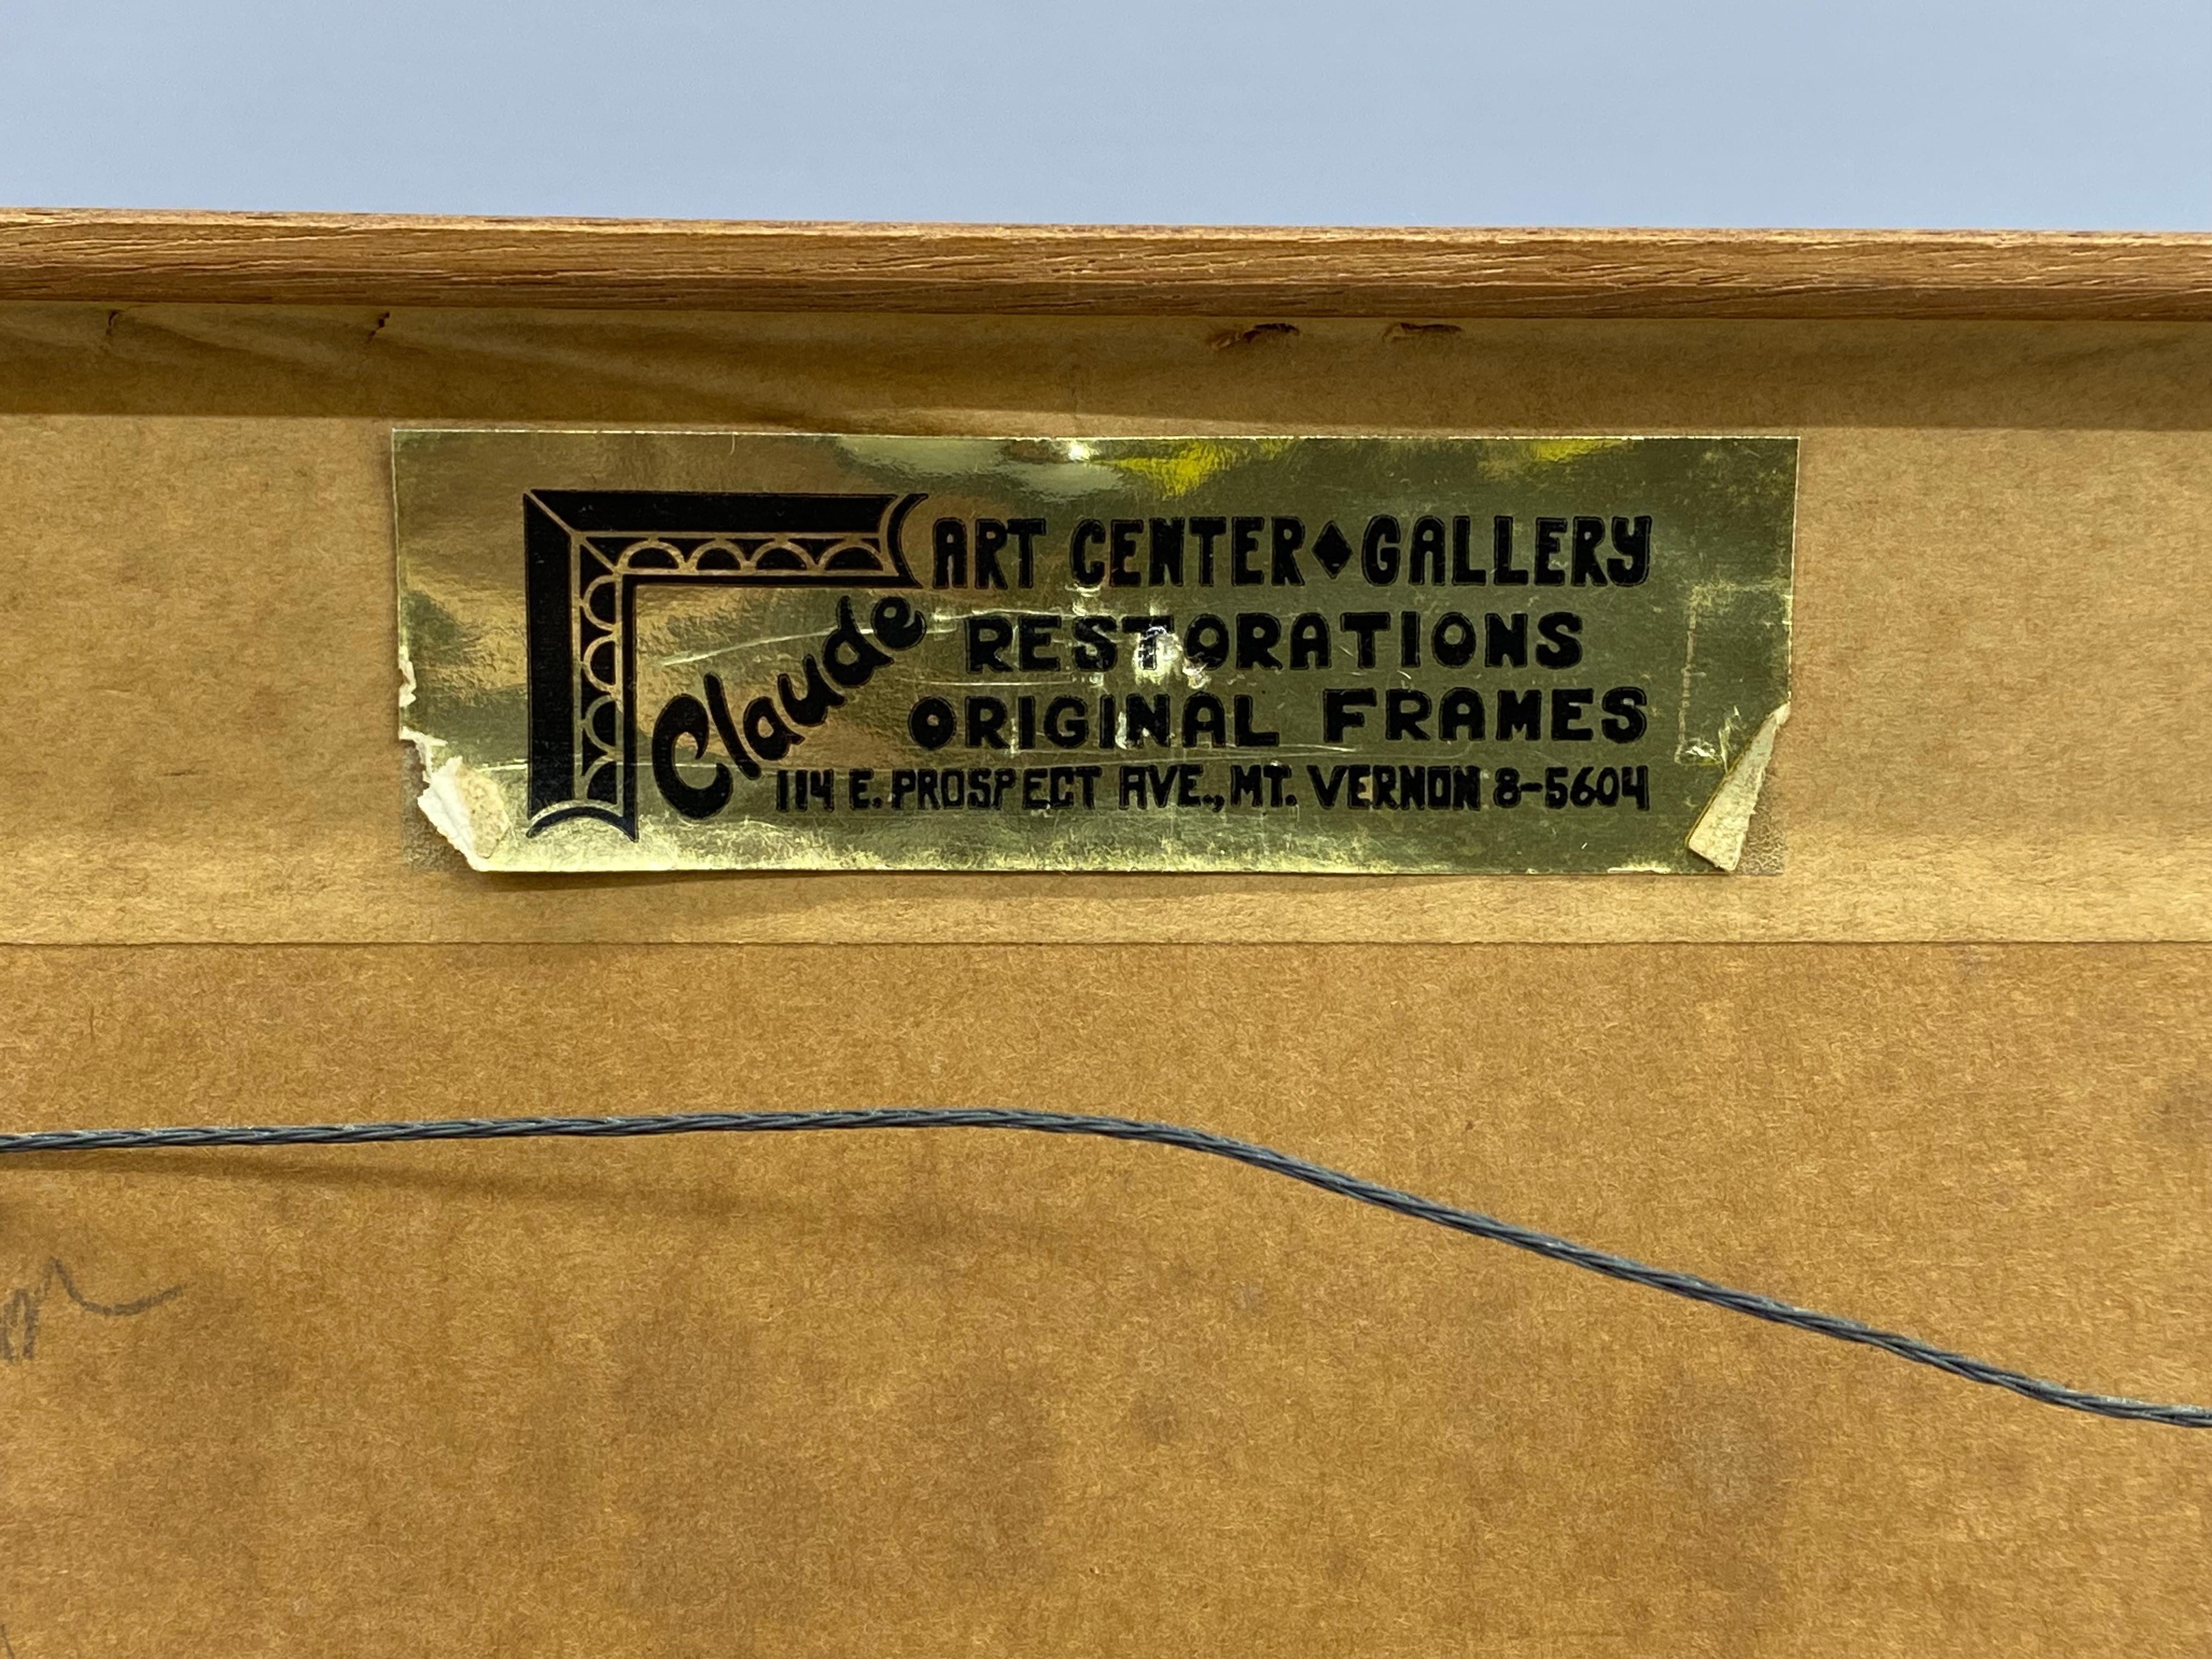 ART CENTER♦GALLERY
Claude
RESTORATIONS
ORIGINAL FRAMES
114 E. PROSPECT AVE., MT. VERNON 8-5604